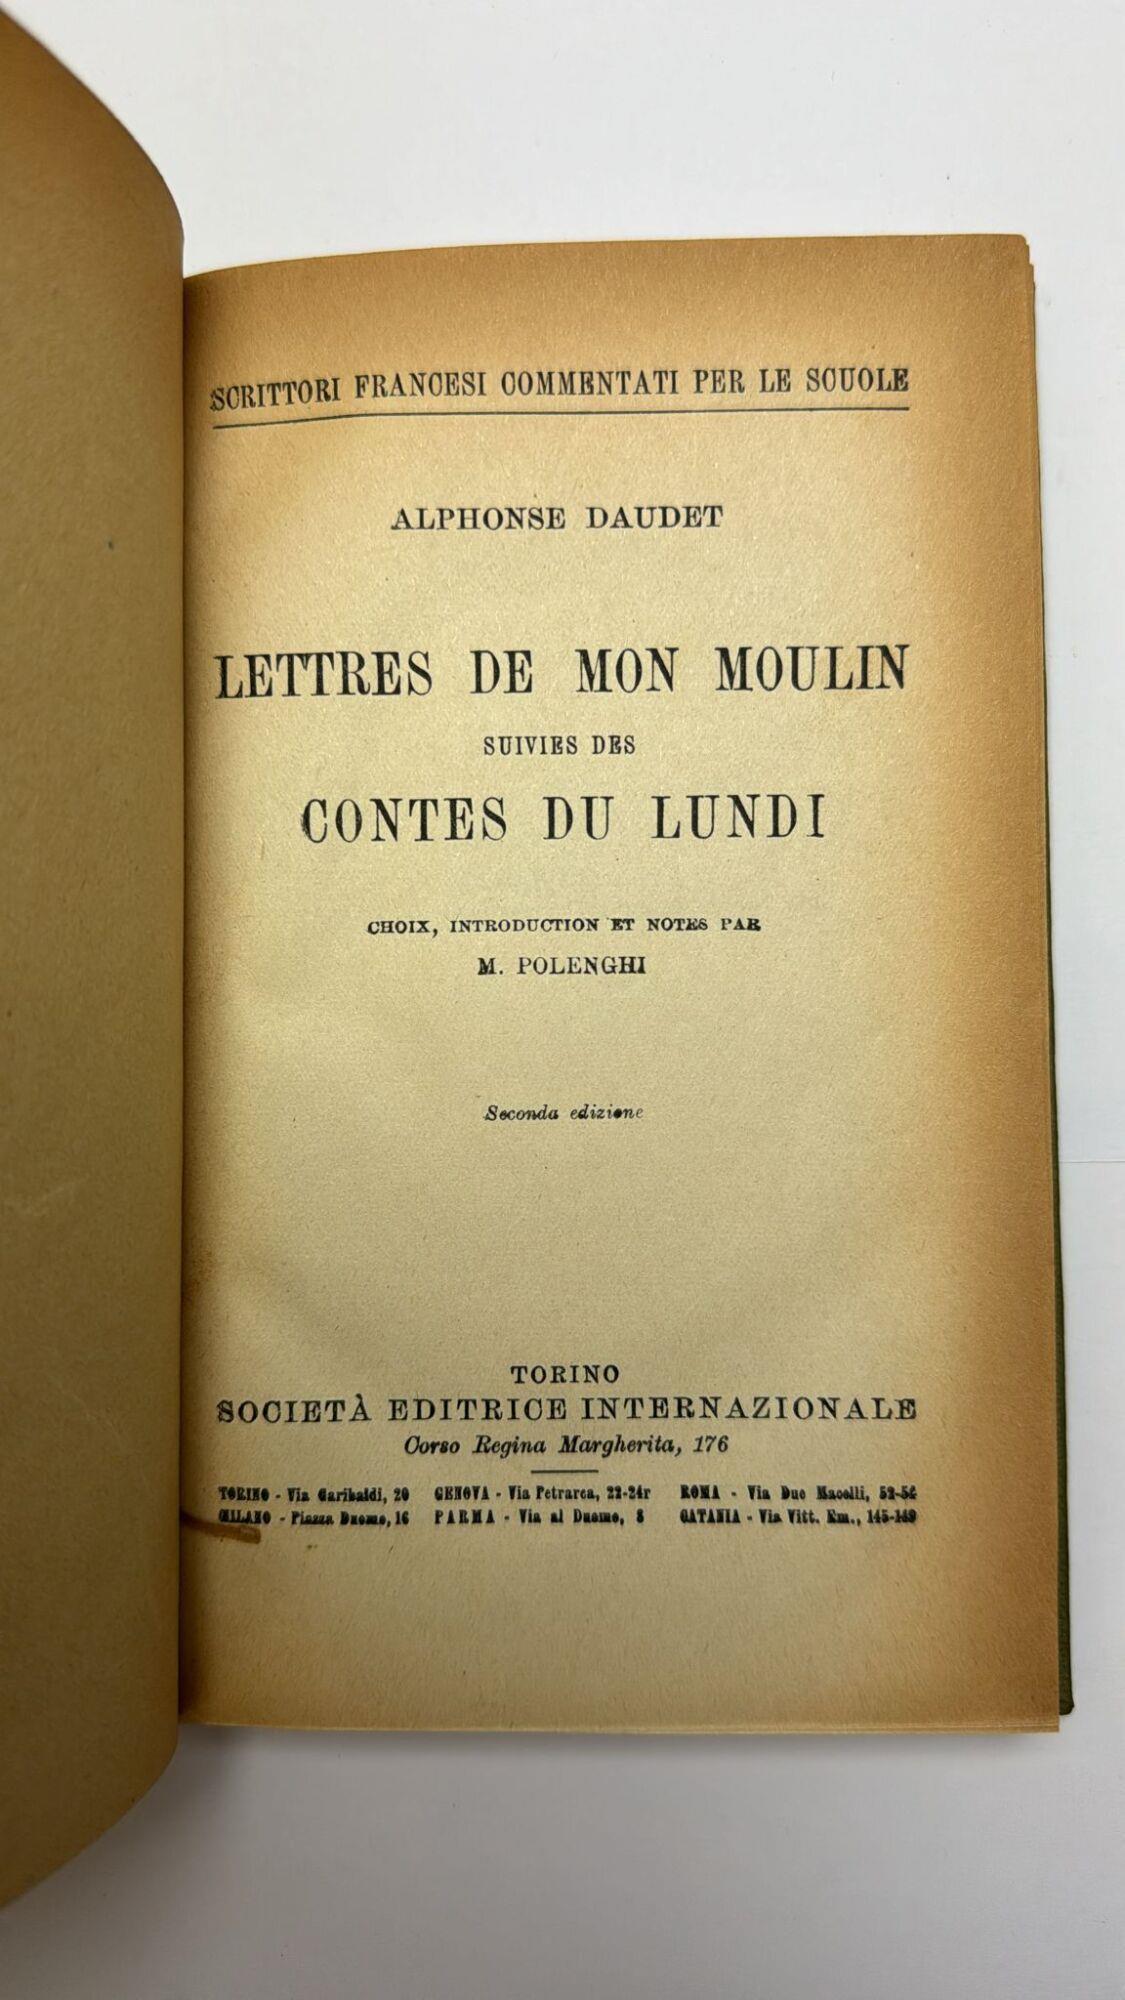 SCRITTORI FRANCESI COMMENTATI PER LE SCUOLE
ALPHONSE DAUDET
LETTRES DE MON MOULIN
SUIVIES DES
CONTES DU LUNDI
CHOIX, INTRODUCTION ET NOTES PAR
M. POLENGHI
Seconda edizione
TORINO
SOCIETÀ EDITRICE INTERNAZIONALE
Corso Regina Margherita, 176
TORINO - Via Garibaldi, 20 GENOVA - Via Petrarca, 22-24r ROMA - Via Due Macelli, 52-54
MILANO - Piazza Duomo, 16 PARMA - Via al Duomo, 8 CATANIA - Via Vitt. Em., 145-149